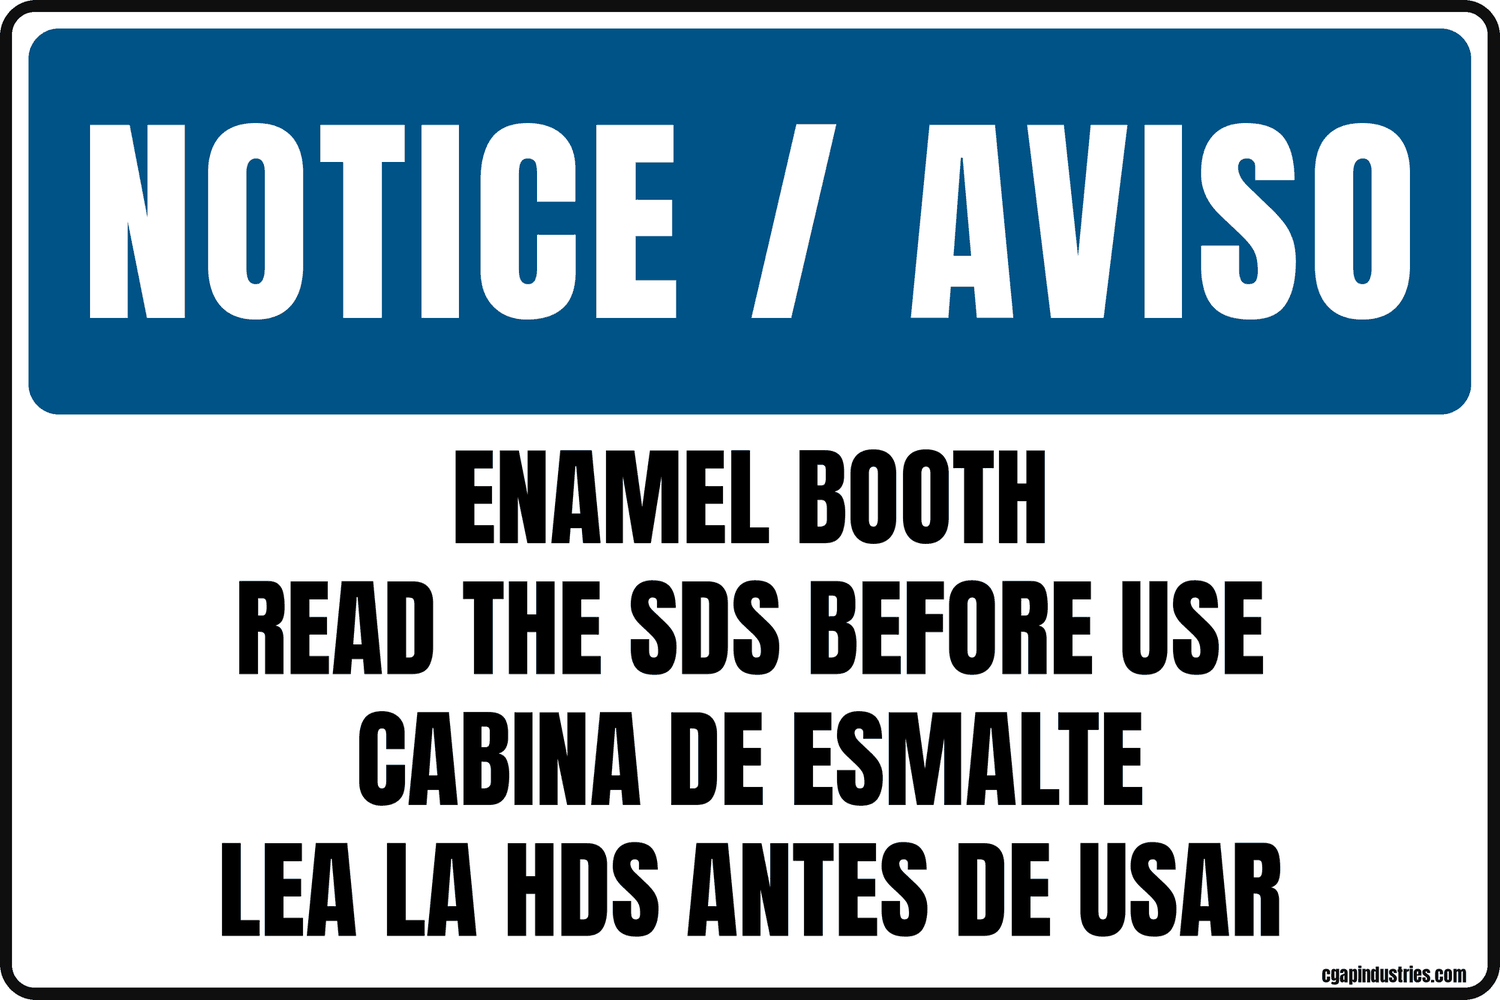 NOTICE / AVISO
ENAMEL BOOTH
READ THE SDS BEFORE USE
CABINA DE ESMALTE
LEA LA HDS ANTES DE USAR
cgapindustries.com